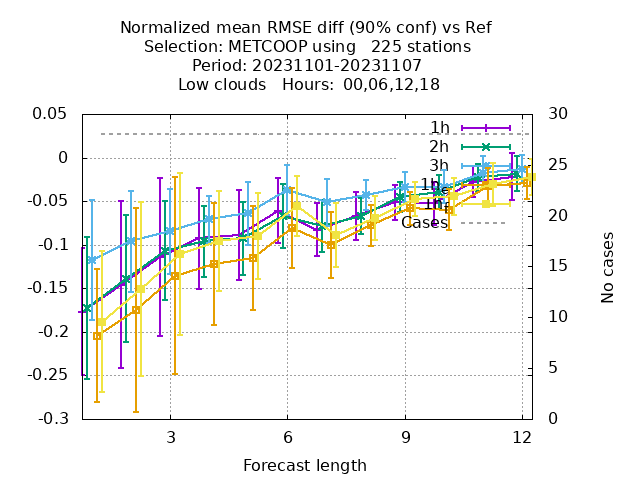 Normalized mean RMSE diff (90% conf) vs Ref
Selection: METCOOP using   225 stations
Period: 20231101-20231107
Low clouds   Hours:  00,06,12,18
0.05
0
-0.05
-0.1
-0.15
-0.2
-0.25
-0.3
30
25
20
15
10
5
0
1h
2h
3h
Cases
3
6
9
12
Forecast length
No cases